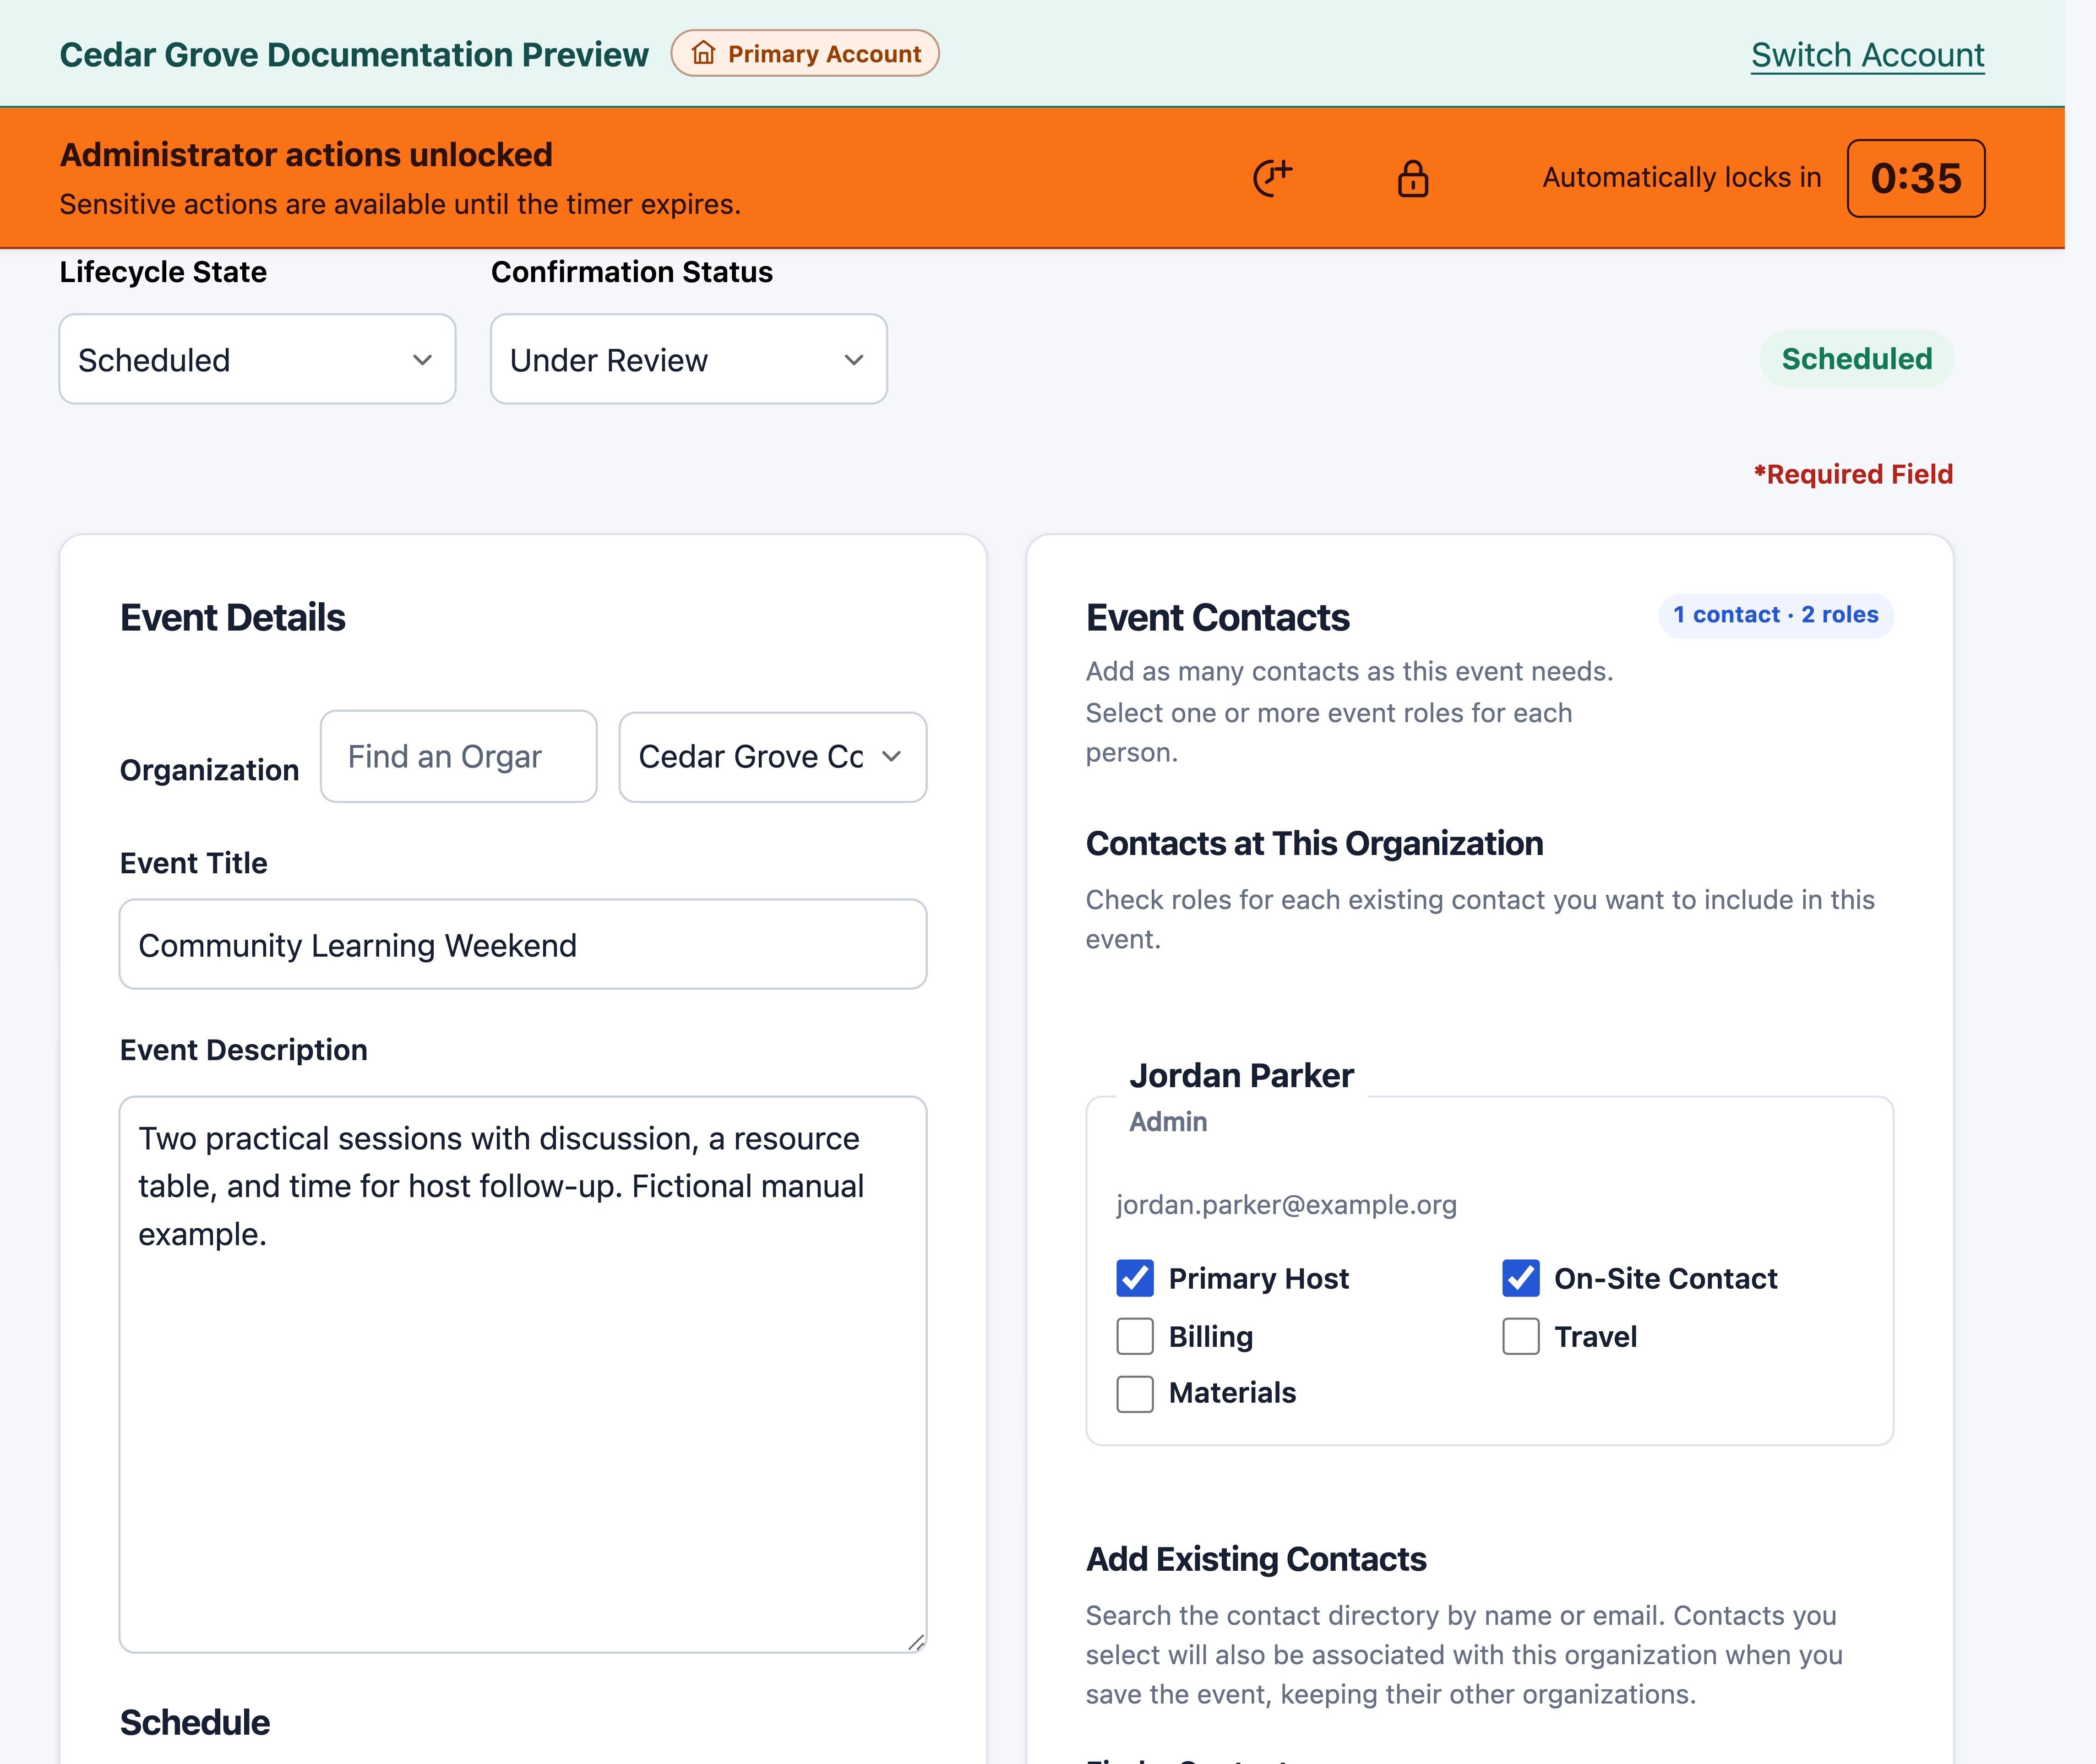 Cedar Grove Documentation Preview
Primary Account
Switch Account
Administrator actions unlocked
Sensitive actions are available until the timer expires.
Automatically locks in
0:35
Lifecycle State
Confirmation Status
Scheduled
Under Review
Scheduled
*Required Field
Event Details
Organization
Find an Orgar
Cedar Grove Co
Event Title
Community Learning Weekend
Event Description
Two practical sessions with discussion, a resource
table, and time for host follow-up. Fictional manual
example.
Schedule
Event Contacts
1 contact · 2 roles
Add as many contacts as this event needs.
Select one or more event roles for each
person.
Contacts at This Organization
Check roles for each existing contact you want to include in this
event.
Jordan Parker
Admin
jordan.parker@example.org
Primary Host
On-Site Contact
Billing
Travel
Materials
Add Existing Contacts
Search the contact directory by name or email. Contacts you
select will also be associated with this organization when you
save the event, keeping their other organizations.